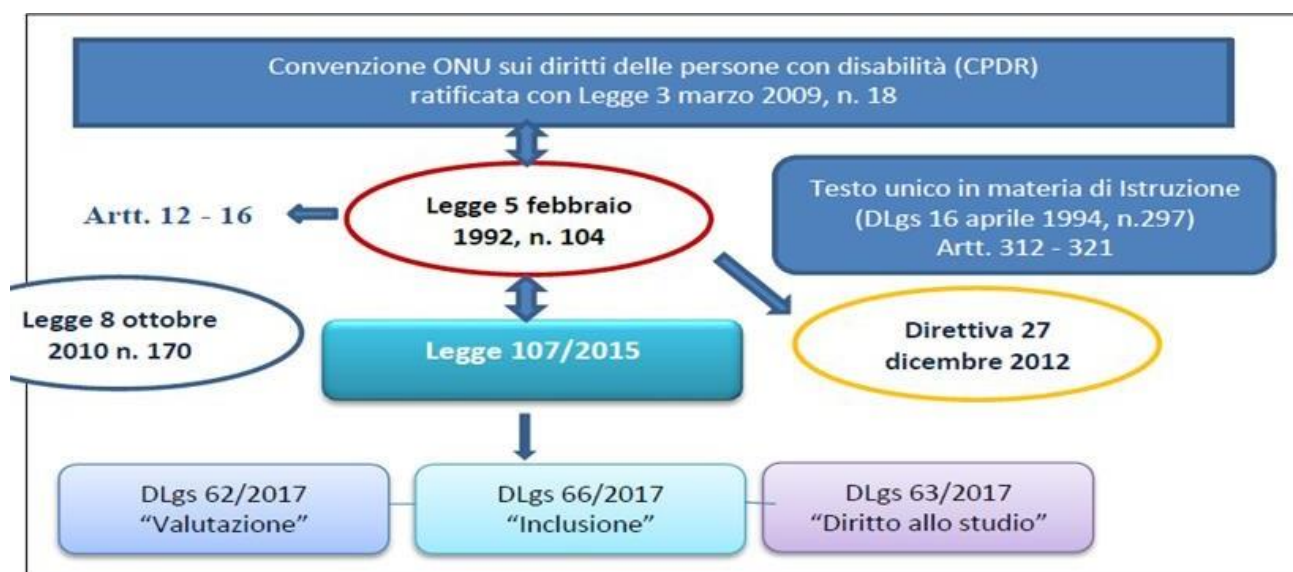 Convenzione ONU sui diritti delle persone con disabilità (CPDR)
ratificata con Legge 3 marzo 2009, n. 18
Artt. 12 - 16
Legge 5 febbraio
1992, n. 104
Testo unico in materia di Istruzione
(DLgs 16 aprile 1994, n.297)
Artt. 312 - 321
Legge 8 ottobre
2010 n. 170
Legge 107/2015
Direttiva 27
dicembre 2012
DLgs 62/2017
“Valutazione”
DLgs 66/2017
“Inclusione”
DLgs 63/2017
“Diritto allo studio”